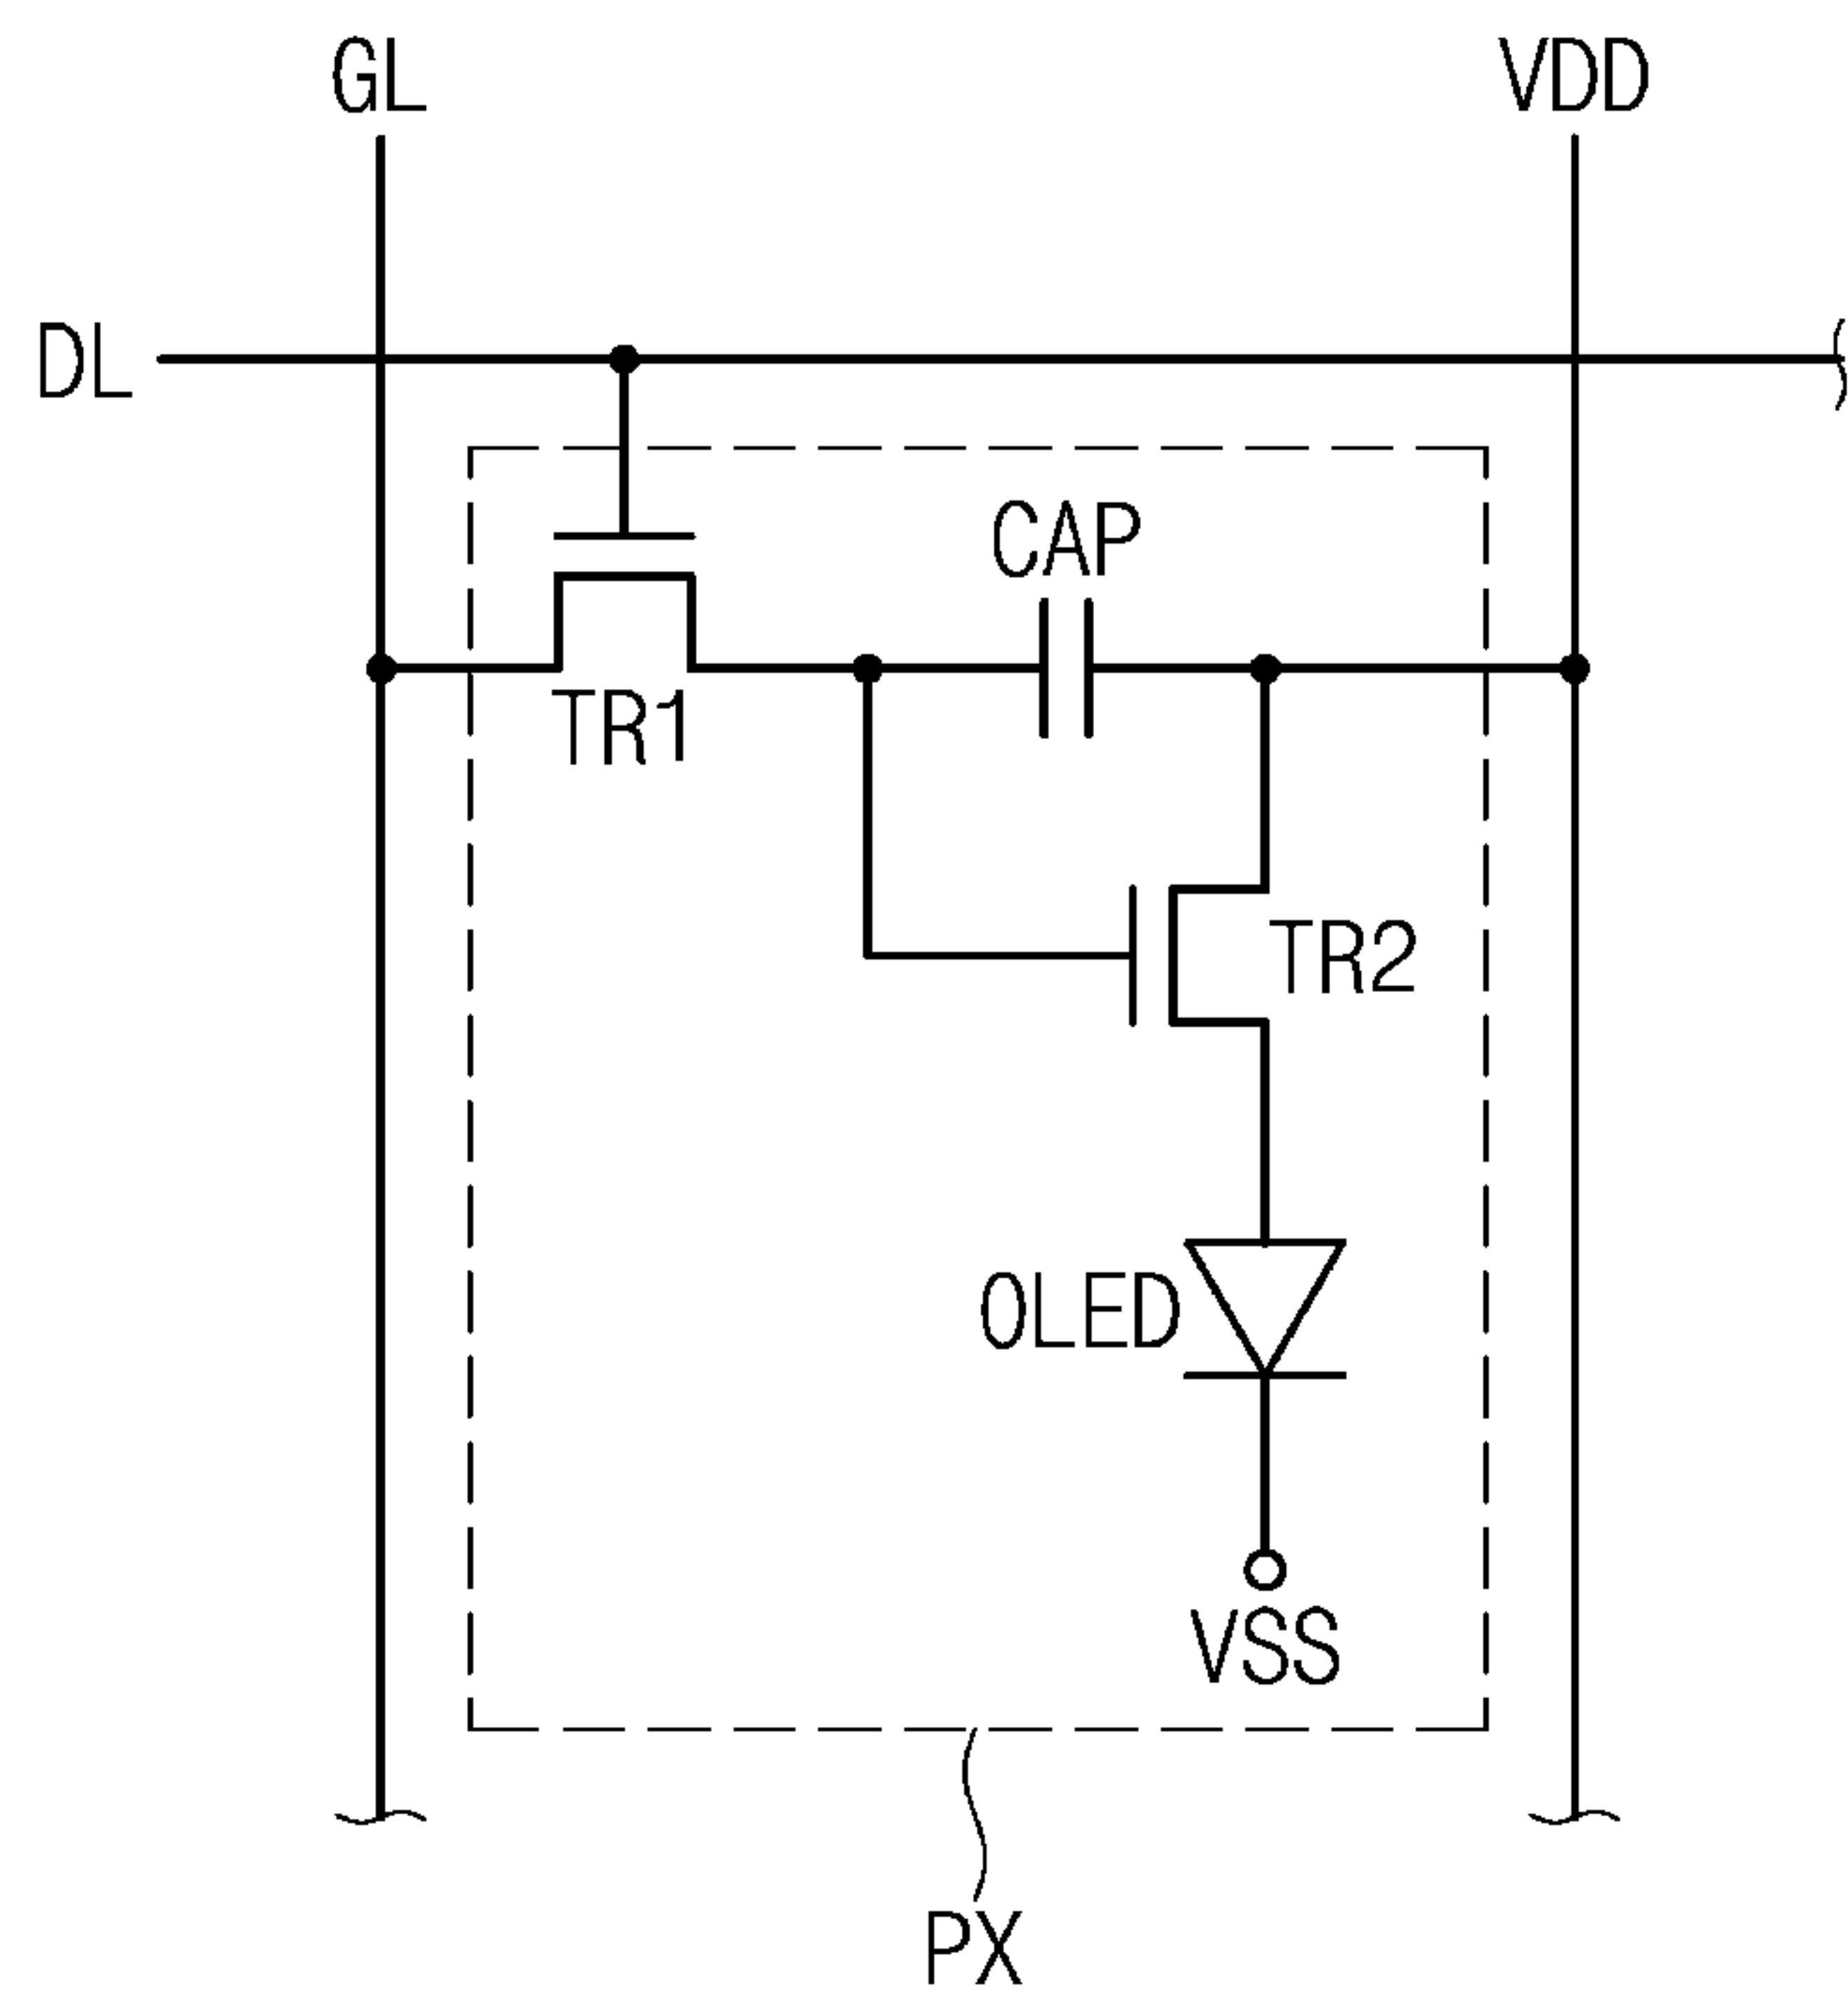 GL
VDD
DL
CAP
TR1
TR2
OLED
VSS
PX